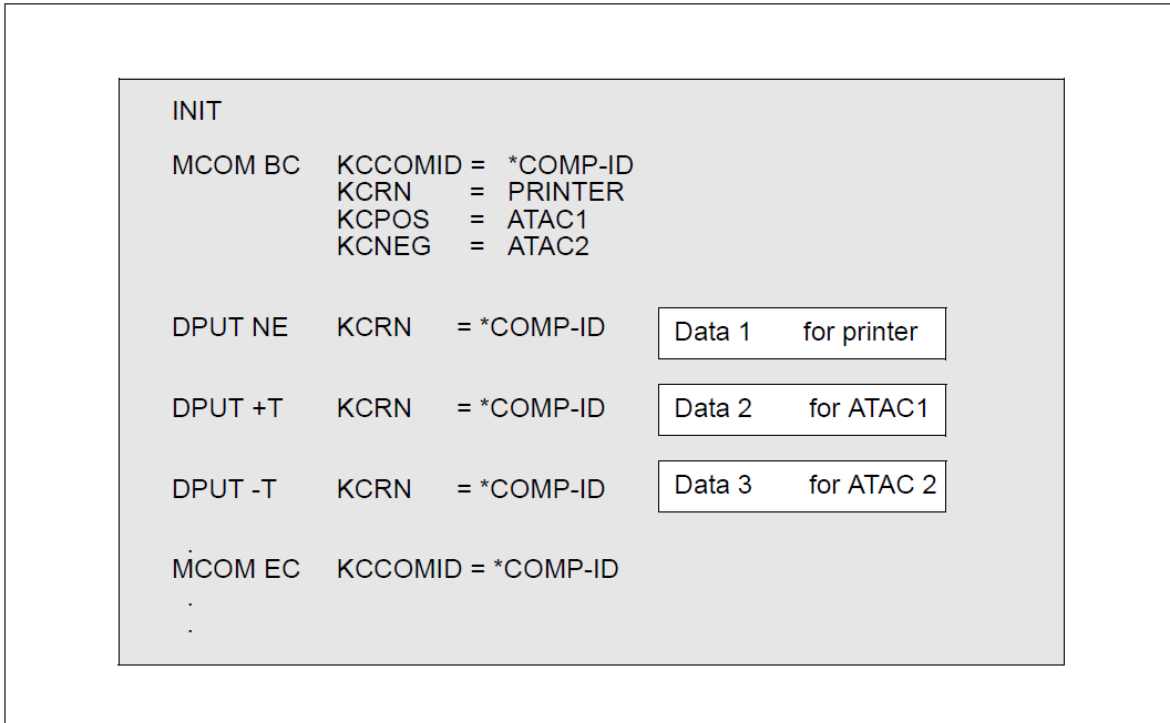 INIT
MCOM BC KCCOMID = *COMP-ID
KCRN = PRINTER
KCPOS = ATAC1
KCNEG = ATAC2
DPUT NE KCRN = *COMP-ID Data 1 for printer
DPUT +T KCRN = *COMP-ID Data 2 for ATAC1
DPUT -T KCRN = *COMP-ID Data 3 for ATAC 2
.
MCOM EC KCCOMID = *COMP-ID
.
.